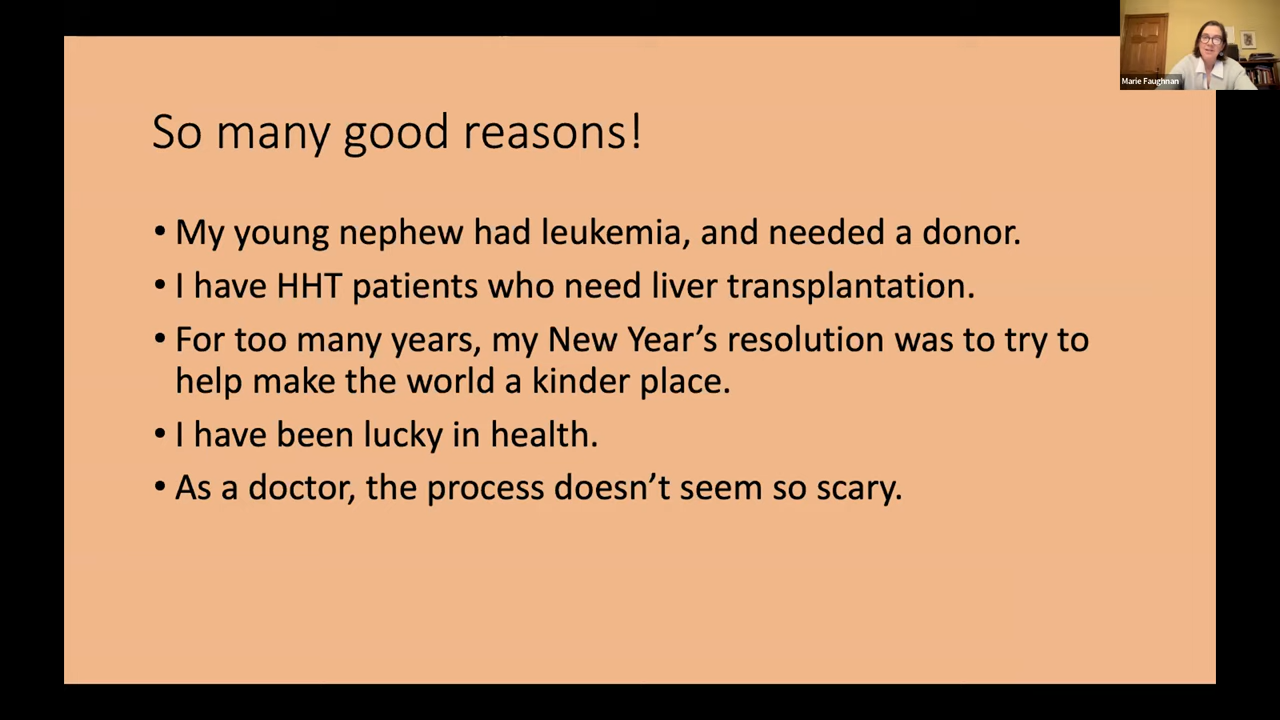 Marie Faughnan
So many good reasons!
• My young nephew had leukemia, and needed a donor.
• I have HHT patients who need liver transplantation.
• For too many years, my New Year’s resolution was to try to
help make the world a kinder place.
• I have been lucky in health.
• As a doctor, the process doesn’t seem so scary.